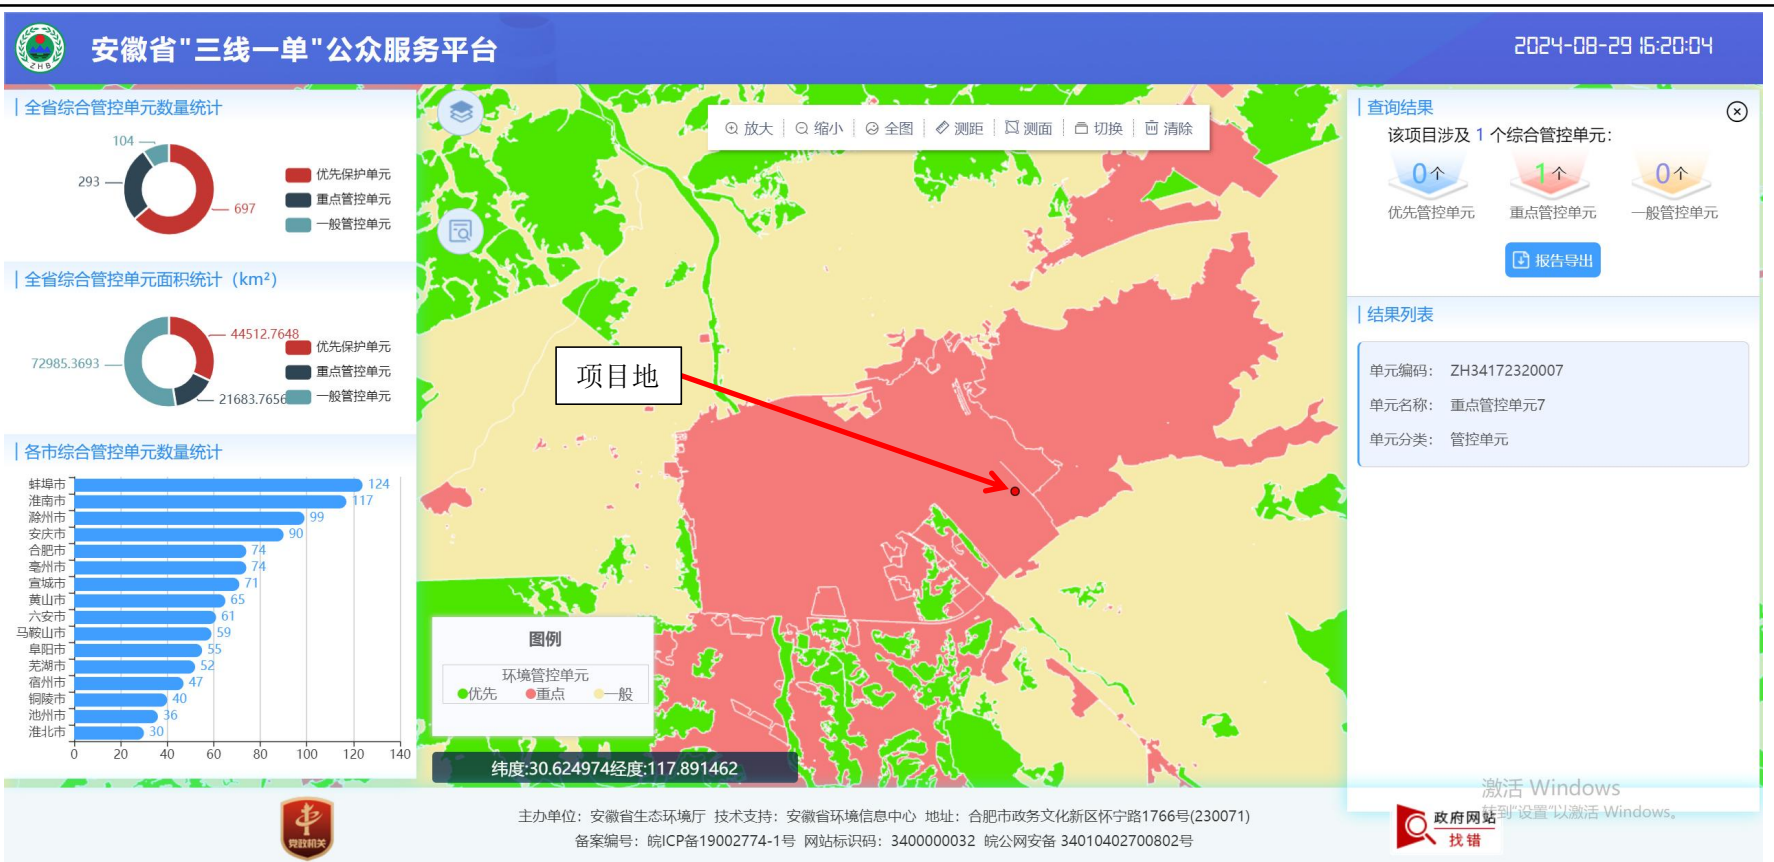 安徽省"三线一单"公众服务平台
2024-08-29 16:20:04
全省综合管控单元数量统计
104
293
697
优先保护单元
重点管控单元
一般管控单元
全省综合管控单元面积统计（km²）
44512.7648
72985.3693
21683.7656
优先保护单元
重点管控单元
一般管控单元
各市综合管控单元数量统计
蚌埠市 124
淮南市 117
滁州市 99
安庆市 90
合肥市 74
亳州市 74
宣城市 71
黄山市 65
六安市 61
马鞍山市 59
阜阳市 55
芜湖市 52
宿州市 47
铜陵市 40
池州市 36
淮北市 30
0 20 40 60 80 100 120 140
放大 缩小 全图 测距 测面 切换 清除
项目地
图例
环境管控单元
优先 重点 一般
纬度:30.624974经度:117.891462
查询结果
该项目涉及 1 个综合管控单元:
0个 1个 0个
优先管控单元 重点管控单元 一般管控单元
报告导出
结果列表
单元编码: ZH34172320007
单元名称: 重点管控单元7
单元分类: 管控单元
激活 Windows
转到"设置"以激活 Windows。
主办单位: 安徽省生态环境厅 技术支持: 安徽省环境信息中心 地址: 合肥市政务文化新区怀宁路1766号(230071)
备案编号: 皖ICP备19002774-1号 网站标识码: 3400000032 皖公网安备 34010402700802号
党政机关
政府网站
找错
ZHB